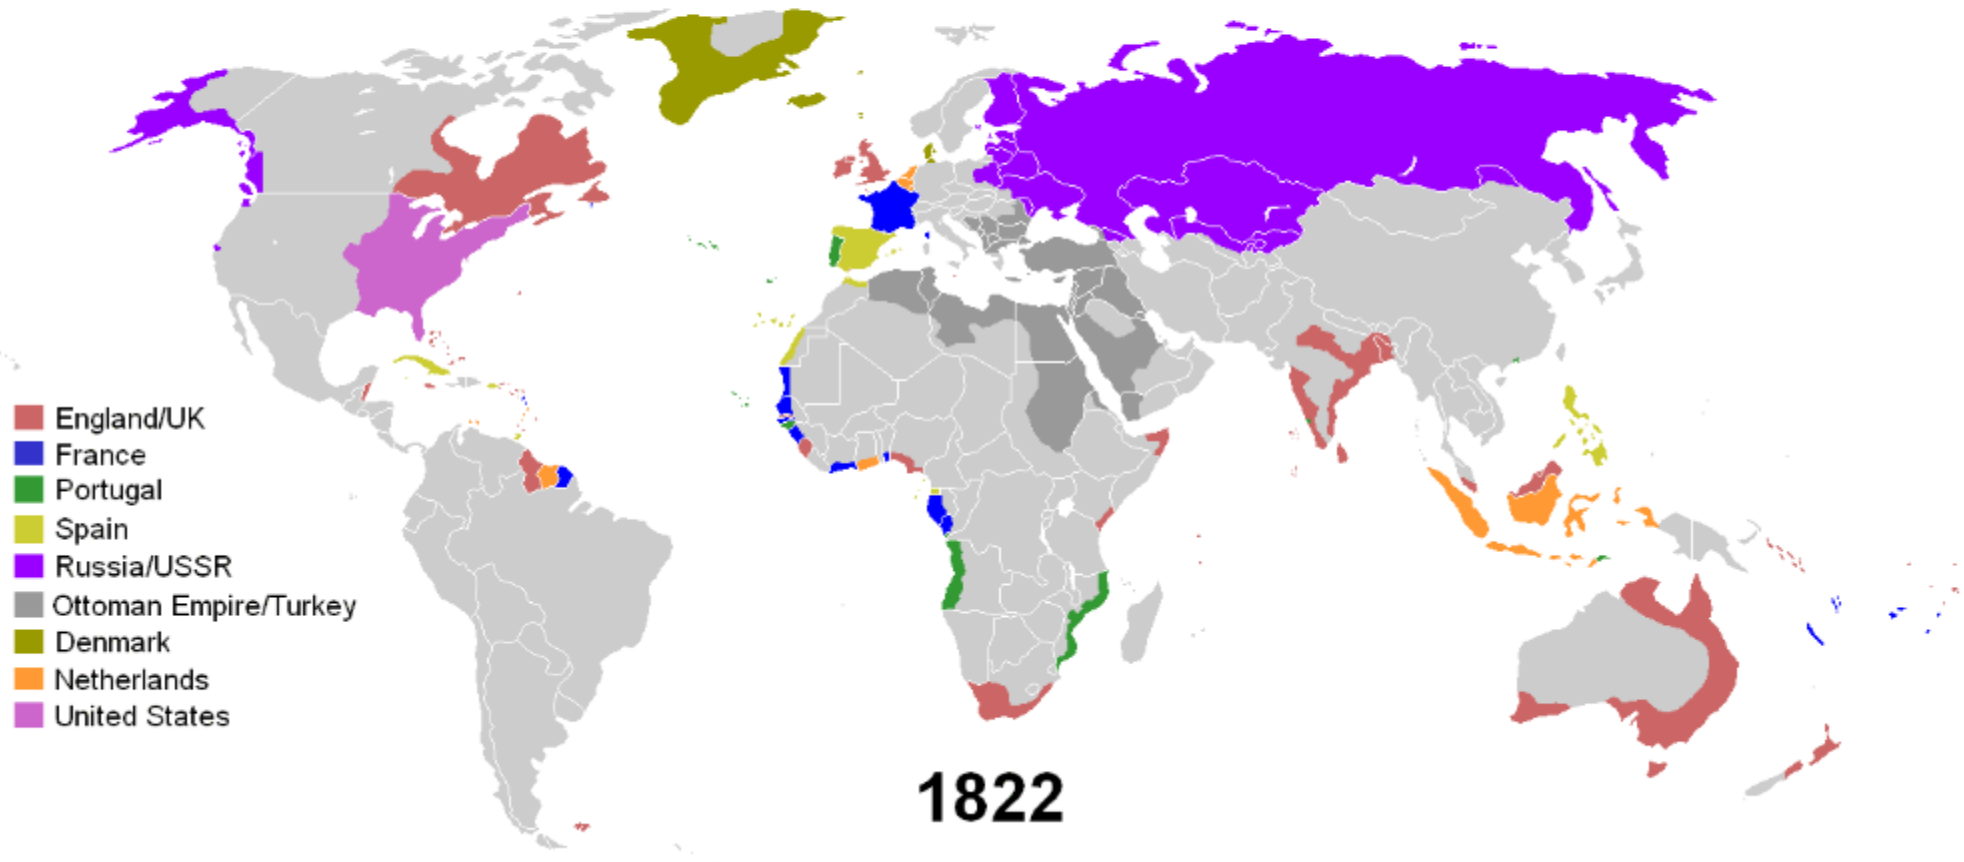 England/UK
France
Portugal
Spain
Russia/USSR
Ottoman Empire/Turkey
Denmark
Netherlands
United States
1822